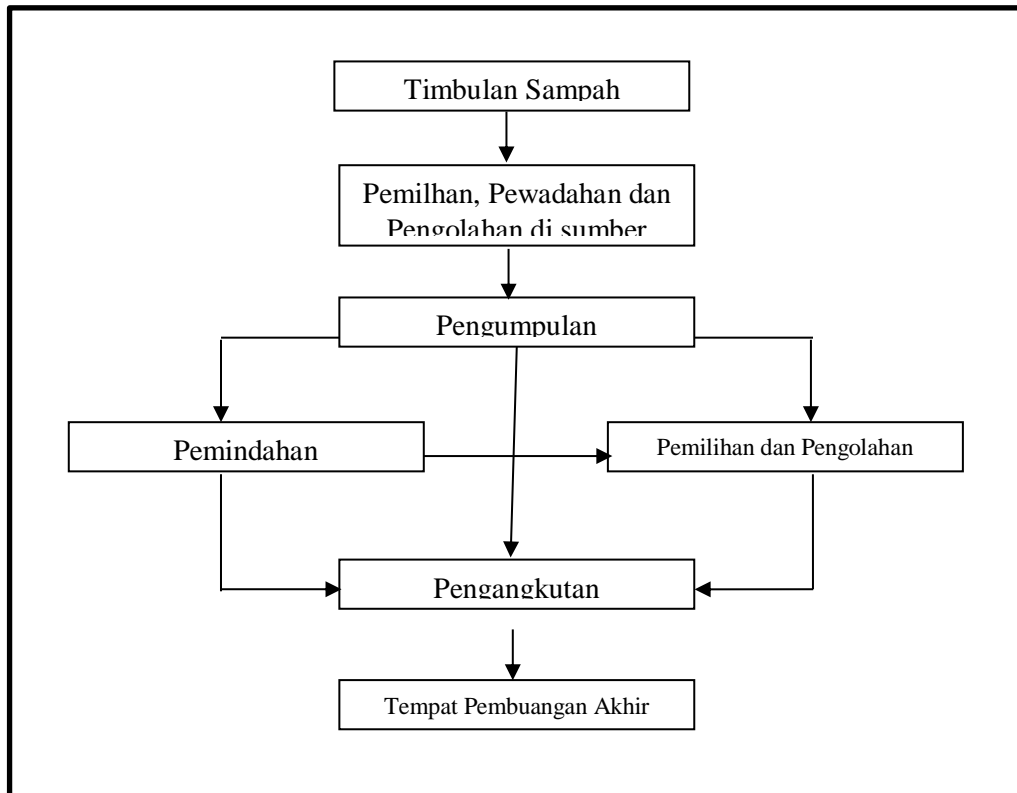 Timbulan Sampah
Pemilhan, Pewadahan dan
Pengolahan di sumber
Pengumpulan
Pemindahan
Pemilihan dan Pengolahan
Pengangkutan
Tempat Pembuangan Akhir